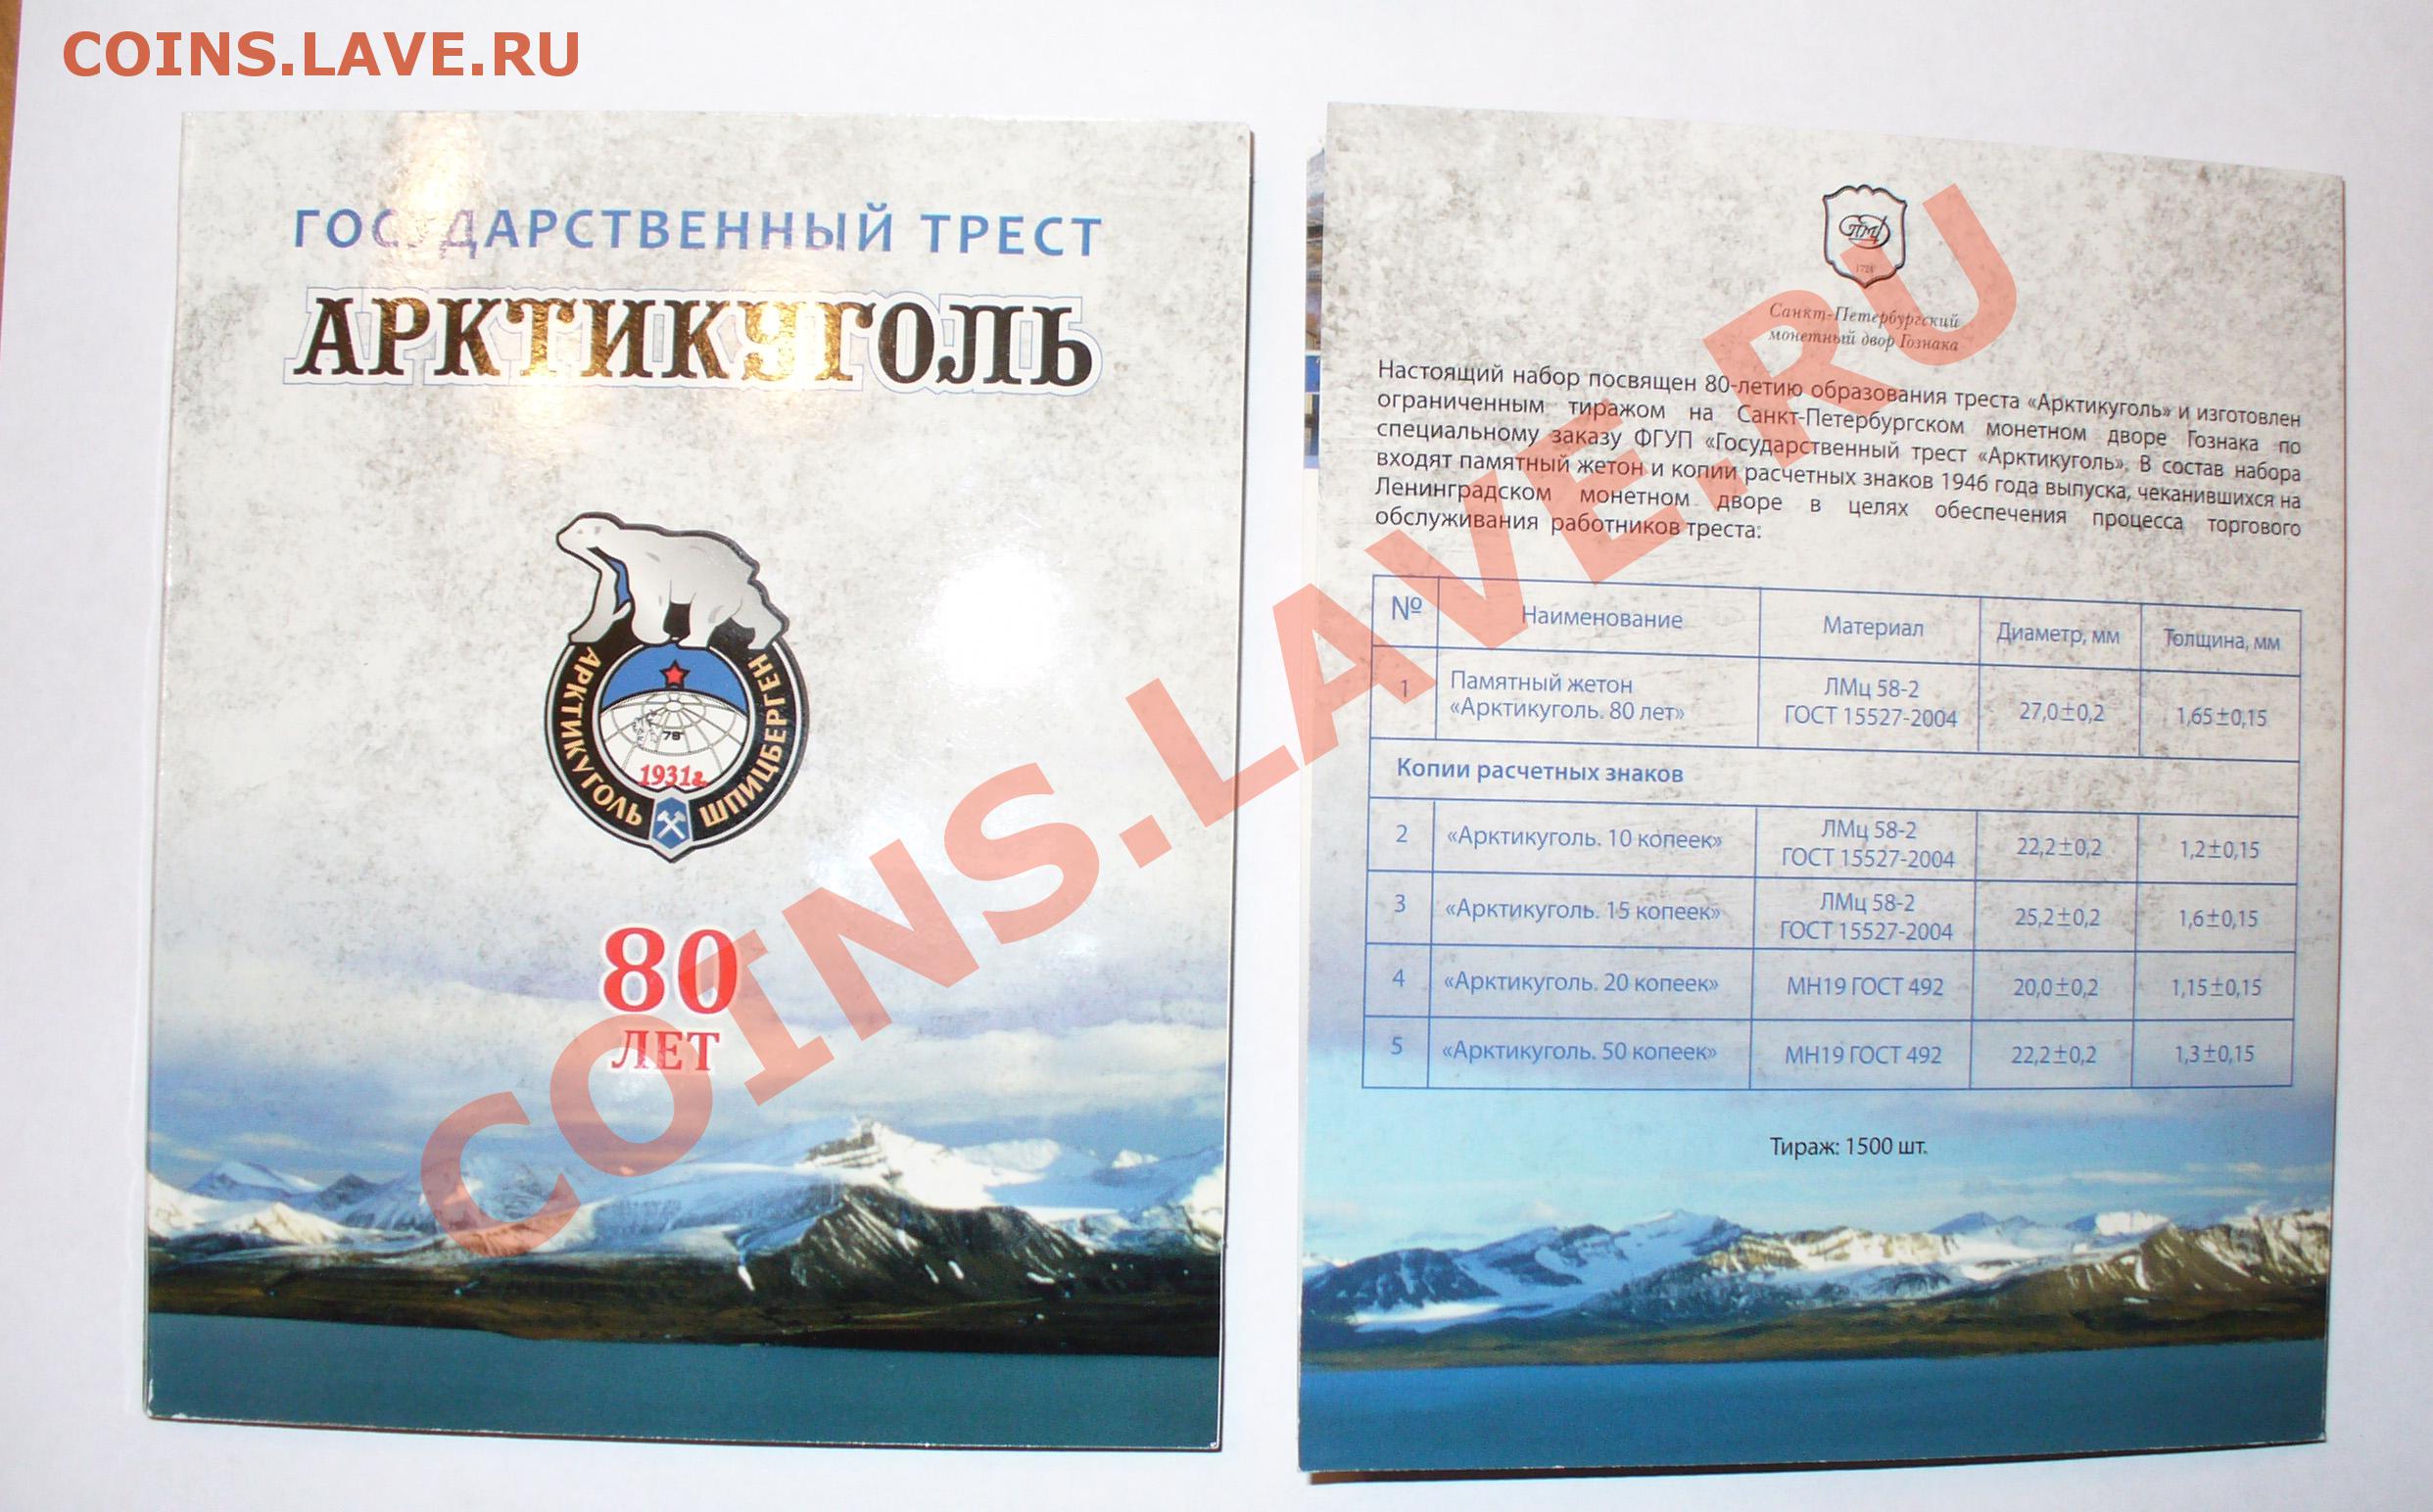 COINS.LAVE.RU
ГОСУДАРСТВЕННЫЙ ТРЕСТ
АРКТИКУГОЛЬ
АРКТИКУГОЛЬ
ШПИЦБЕРГЕН
78
1931г.
80
ЛЕТ
СПМД
1724
Санкт-Петербургский
монетный двор Гознака
Настоящий набор посвящен 80-летию образования треста «Арктикуголь» и изготовлен
ограниченным тиражом на Санкт-Петербургском монетном дворе Гознака по
специальному заказу ФГУП «Государственный трест «Арктикуголь». В состав набора
входят памятный жетон и копии расчетных знаков 1946 года выпуска, чеканившихся на
Ленинградском монетном дворе в целях обеспечения процесса торгового
обслуживания работников треста:
№ Наименование Материал Диаметр, мм Толщина, мм
1 Памятный жетон «Арктикуголь. 80 лет» ЛМц 58-2 ГОСТ 15527-2004 27,0±0,2 1,65±0,15
Копии расчетных знаков
2 «Арктикуголь. 10 копеек» ЛМц 58-2 ГОСТ 15527-2004 22,2±0,2 1,2±0,15
3 «Арктикуголь. 15 копеек» ЛМц 58-2 ГОСТ 15527-2004 25,2±0,2 1,6±0,15
4 «Арктикуголь. 20 копеек» МН19 ГОСТ 492 20,0±0,2 1,15±0,15
5 «Арктикуголь. 50 копеек» МН19 ГОСТ 492 22,2±0,2 1,3±0,15
Тираж: 1500 шт.
COINS.LAVE.RU